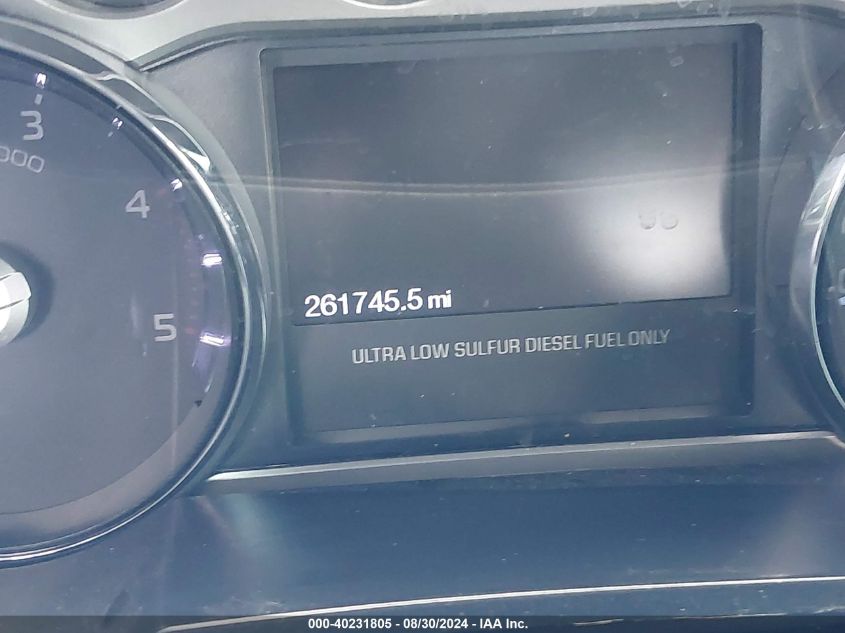 3
000
4
5
261745.5 mi
ULTRA LOW SULFUR DIESEL FUEL ONLY
000-40231805 - 08/30/2024 - IAA Inc.